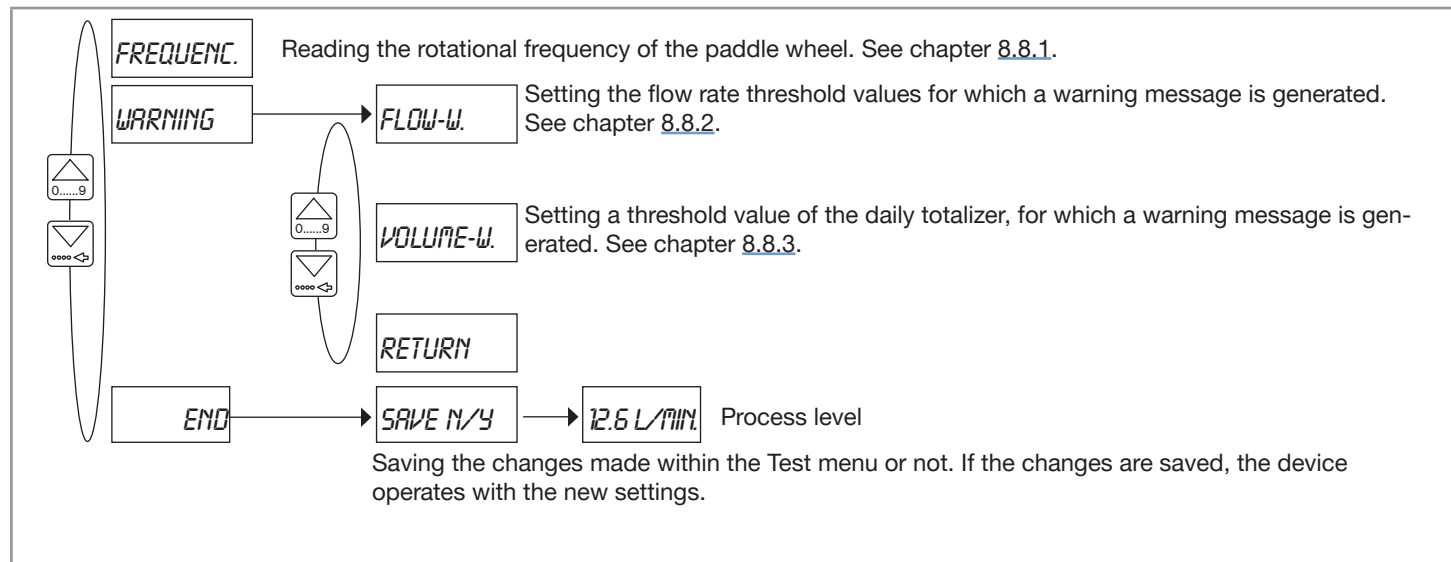 FREQUENC.
Reading the rotational frequency of the paddle wheel. See chapter 8.8.1.
WARNING
FLOW-W.
Setting the flow rate threshold values for which a warning message is generated.
See chapter 8.8.2.
0......9
0......9
VOLUME-W.
Setting a threshold value of the daily totalizer, for which a warning message is gen-
erated. See chapter 8.8.3.
RETURN
END
SAVE N/Y
12.6 L/MIN.
Process level
Saving the changes made within the Test menu or not. If the changes are saved, the device
operates with the new settings.